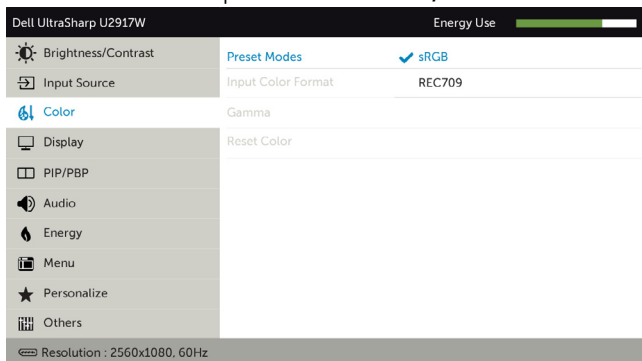 Dell UltraSharp U2917W
Energy Use
Brightness/Contrast
Input Source
Color
Display
PIP/PBP
Audio
Energy
Menu
Personalize
Others
Preset Modes
Input Color Format
Gamma
Reset Color
sRGB
REC709
Resolution : 2560x1080, 60Hz